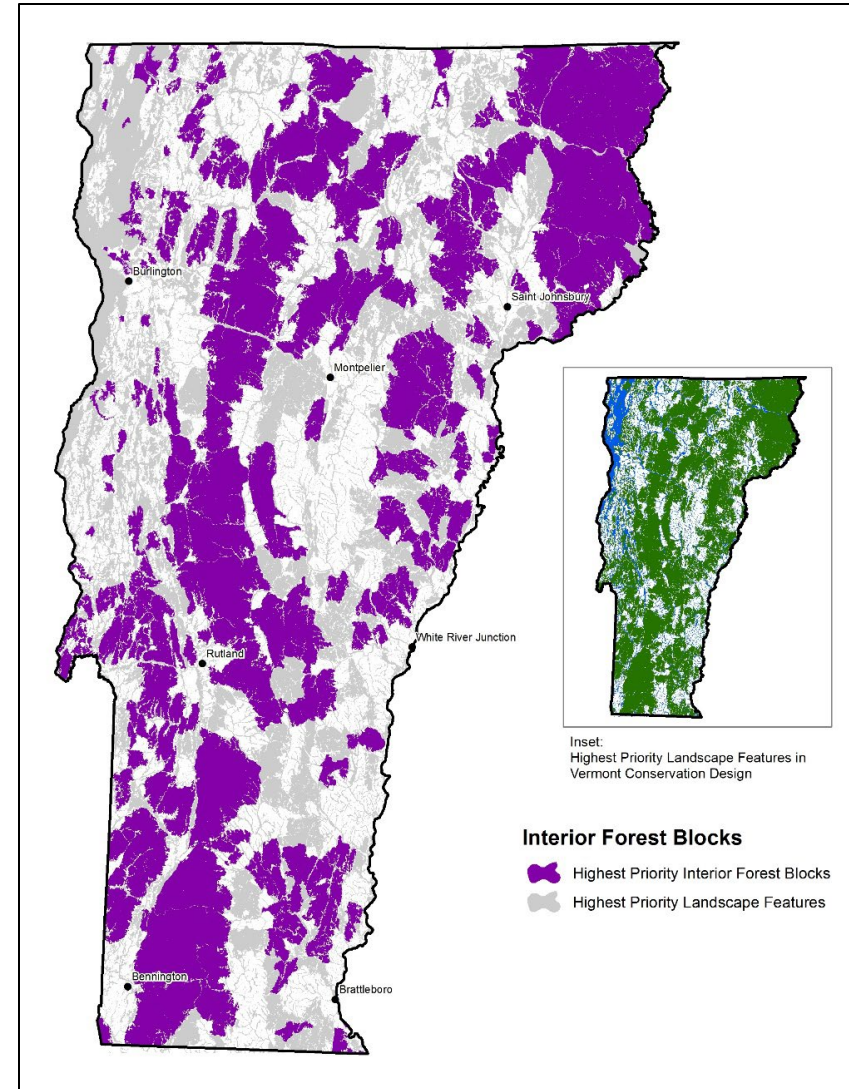 Burlington
Saint Johnsbury
Montpelier
White River Junction
Rutland
Inset:
Highest Priority Landscape Features in
Vermont Conservation Design
Interior Forest Blocks
Highest Priority Interior Forest Blocks
Highest Priority Landscape Features
Bennington
Brattleboro